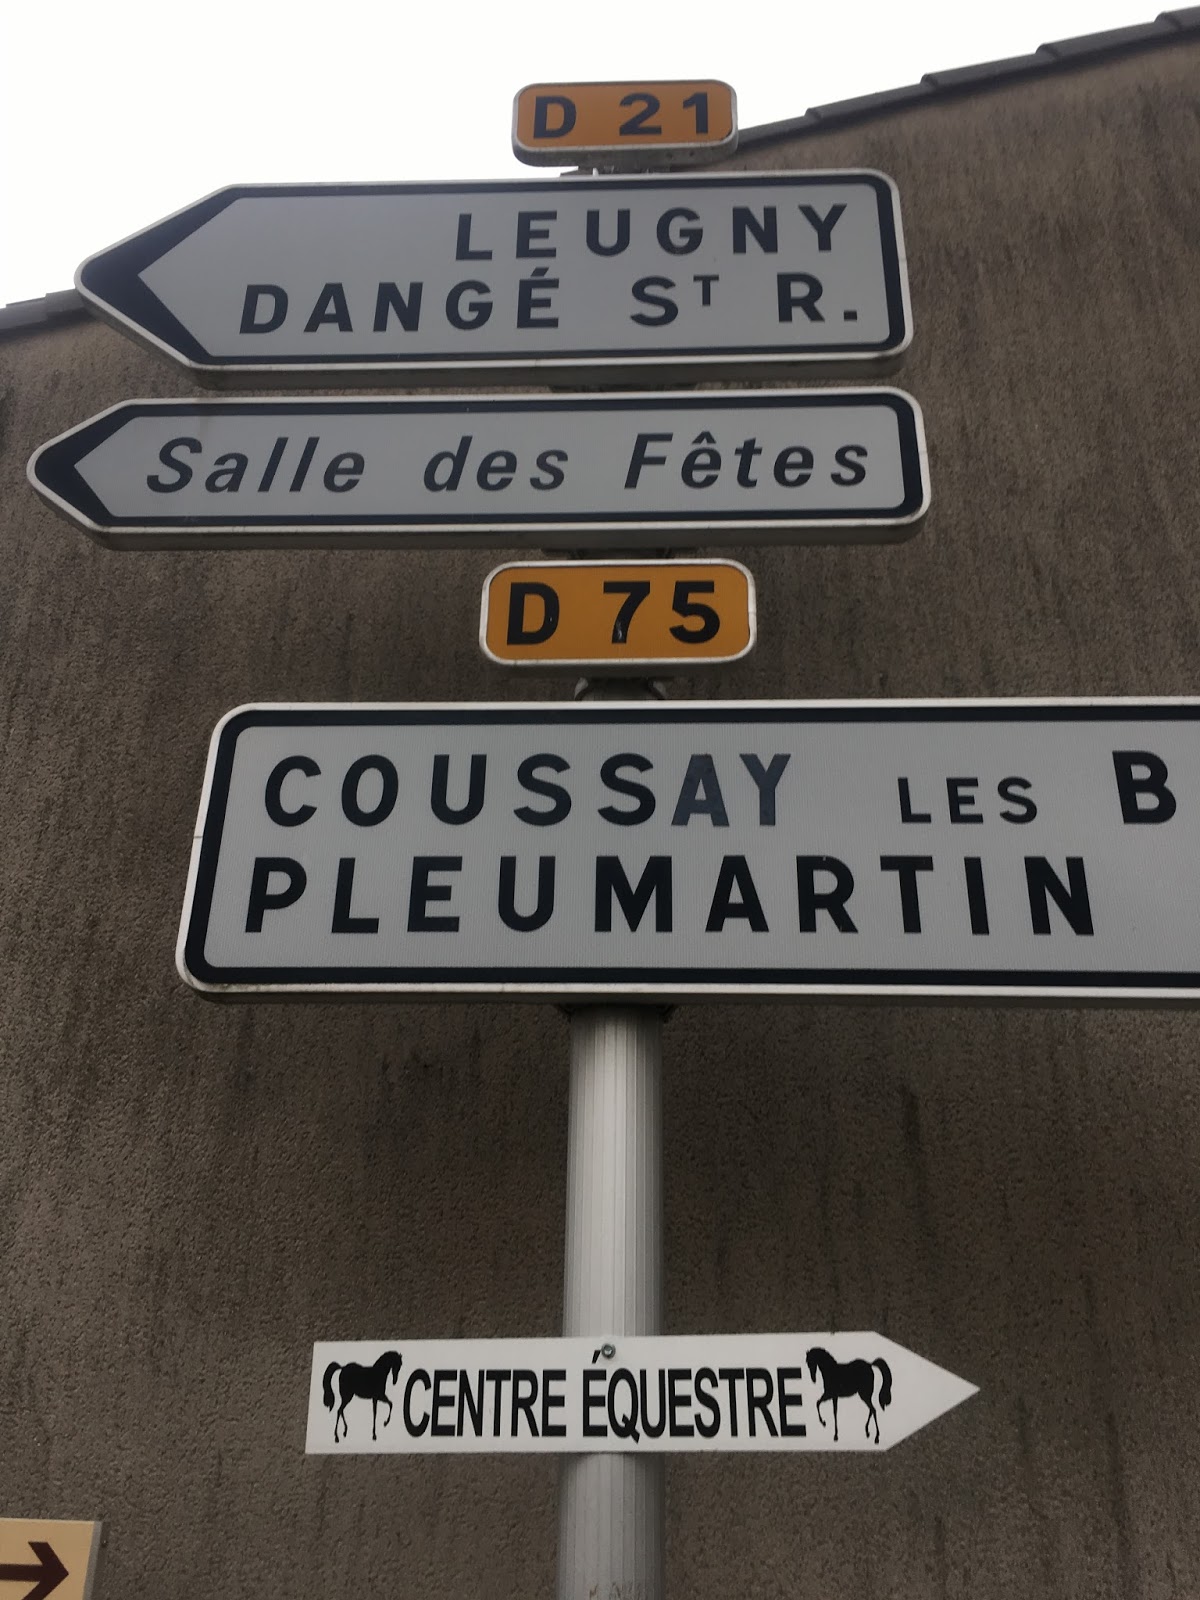 D 21
LEUGNY
DANGÉ ST R.
Salle des Fêtes
D 75
COUSSAY LES B
PLEUMARTIN
CENTRE ÉQUESTRE